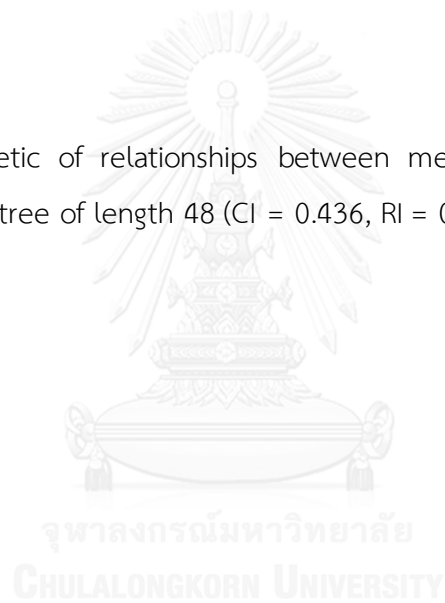 etic of relationships between me
tree of length 48 (CI = 0.436, RI = 0
จุฬาลงกรณ์มหาวิทยาลัย
CHULALONGKORN UNIVERSITY